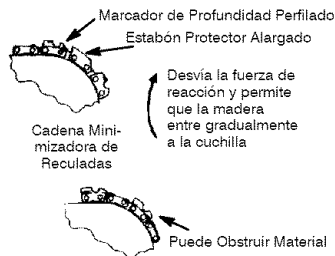 Marcador de Profundidad Perfilado
Estabón Protector Alargado
Desvía la fuerza de
reacción y permite
que la madera
entre gradualmente
a la cuchilla
Cadena Mini-
mizadora de
Reculadas
Puede Obstruir Material